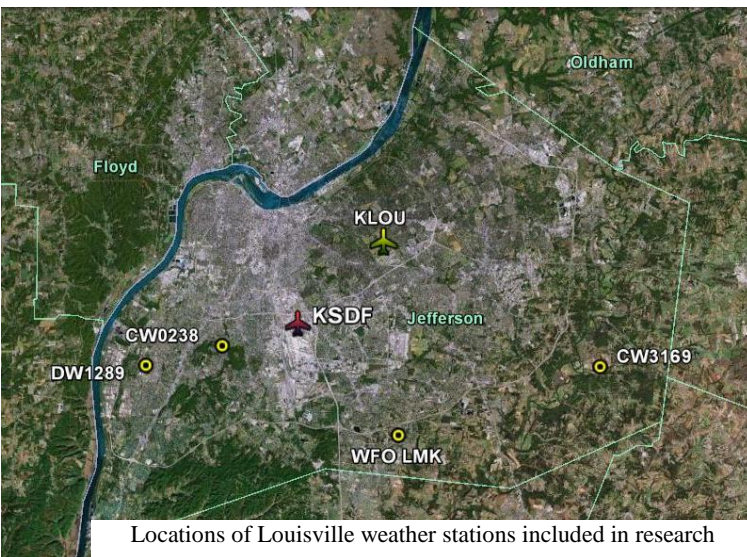 Oldham
Floyd
KLOU
KSDF
Jefferson
CW0238
DW1289
CW3169
WFO LMK
Locations of Louisville weather stations included in research